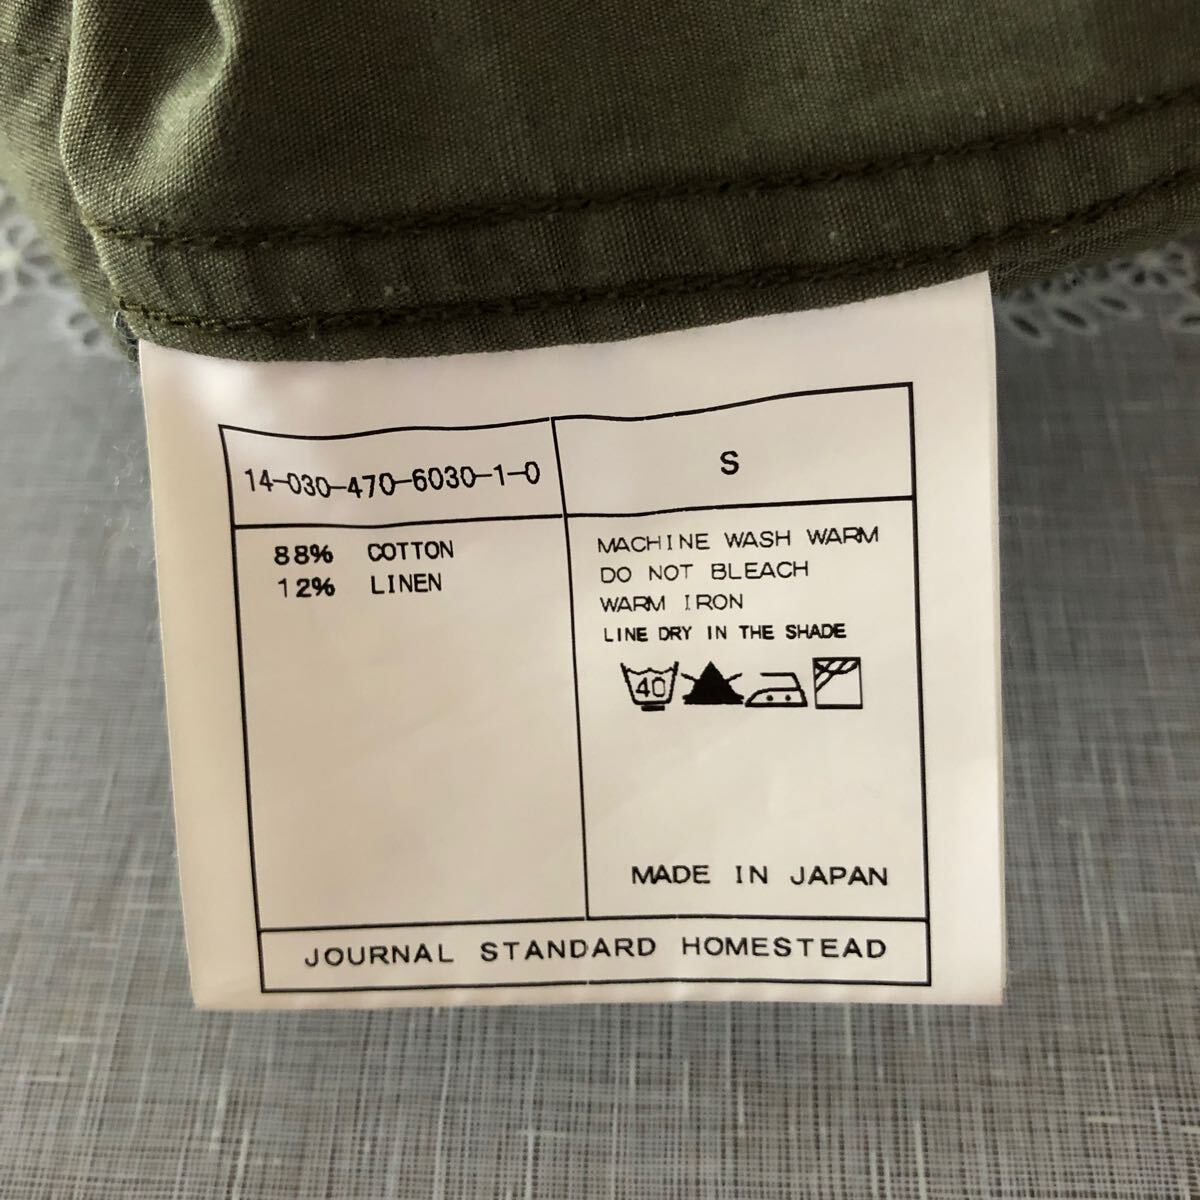 14-030-470-6030-1-0
S
88% COTTON
12% LINEN
MACHINE WASH WARM
DO NOT BLEACH
WARM IRON
LINE DRY IN THE SHADE
40
MADE IN JAPAN
JOURNAL STANDARD HOMESTEAD